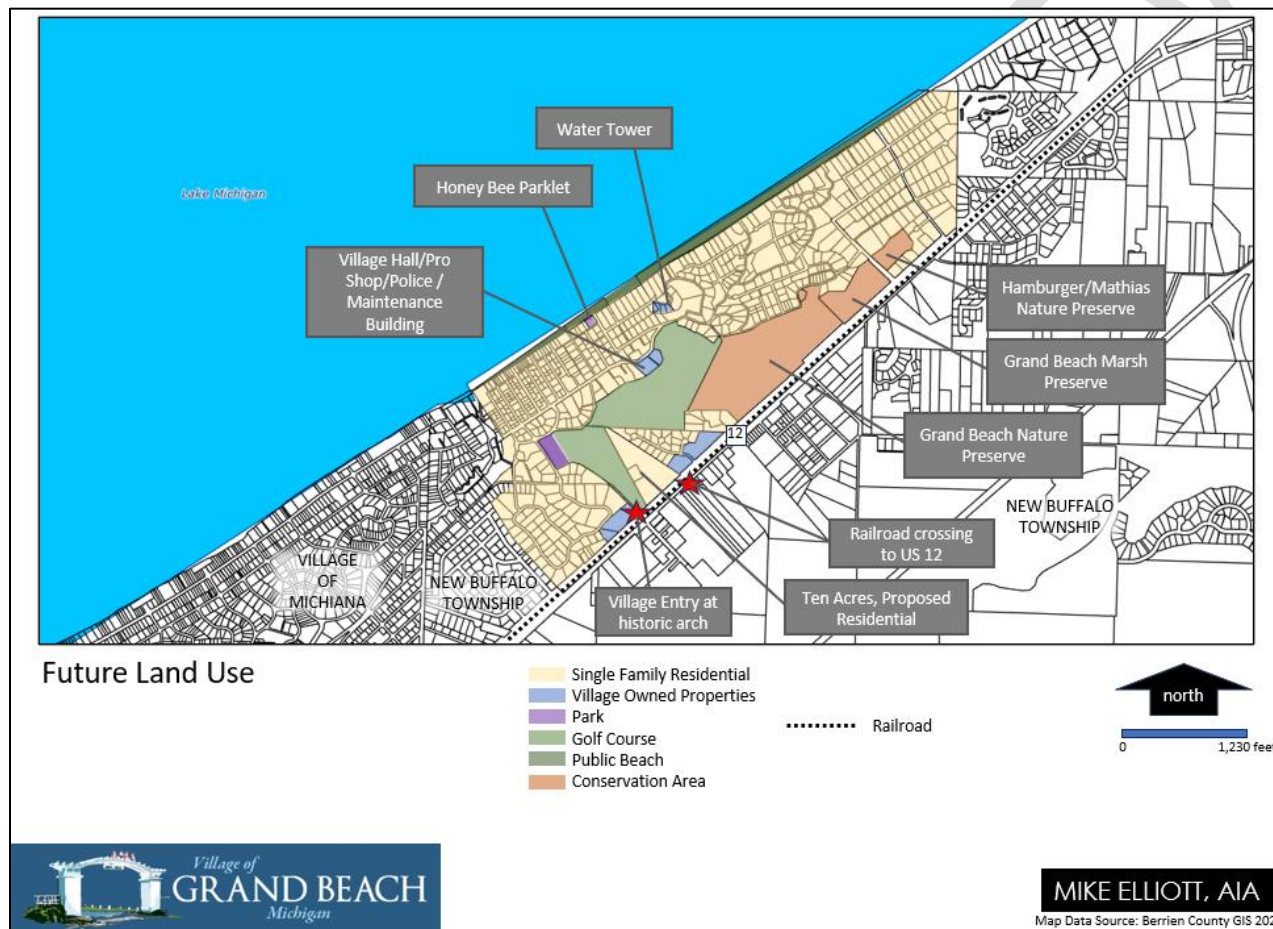 Lake Michigan
Water Tower
Honey Bee Parklet
Village Hall/Pro
Shop/Police /
Maintenance
Building
Hamburger/Mathias
Nature Preserve
Grand Beach Marsh
Preserve
Grand Beach Nature
Preserve
12
NEW BUFFALO
TOWNSHIP
Railroad crossing
to US 12
VILLAGE
OF
MICHIANA
NEW BUFFALO
TOWNSHIP
Village Entry at
historic arch
Ten Acres, Proposed
Residential
Future Land Use
Single Family Residential
Village Owned Properties
Park
Golf Course
Public Beach
Conservation Area
Railroad
north
0
1,230 feet
Village of
GRAND BEACH
Michigan
MIKE ELLIOTT, AIA
Map Data Source: Berrien County GIS 202